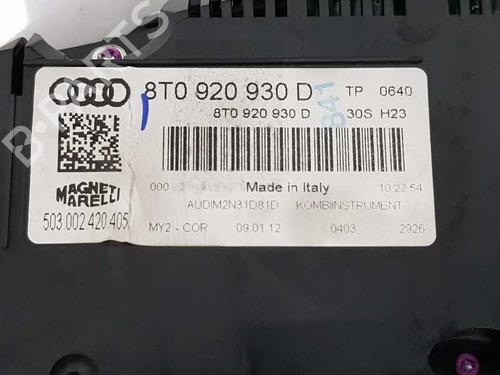 8T0 920 930 D TP 0640
8T0 920 930 D 30S H23
000
Made in Italy 10:22:54
AUDIM2N31D81D KOMBIINSTRUMENT
MAGNETI
MARELLI
503.002.420.405
MY2-COR 09.01.12 0403 2926